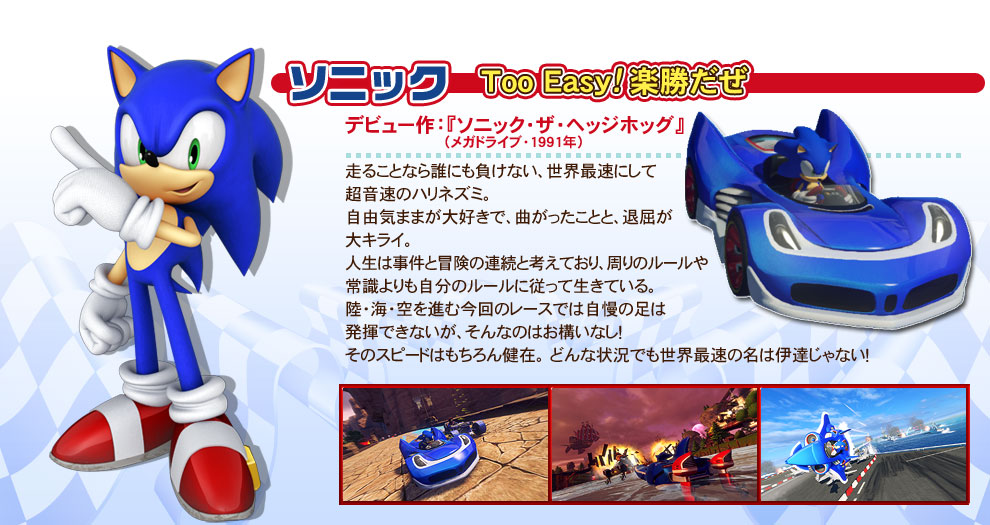 ソニック Too Easy! 楽勝だぜ
デビュー作：『ソニック・ザ・ヘッジホッグ』
（メガドライブ・1991年）
走ることなら誰にも負けない、世界最速にして
超音速のハリネズミ。
自由気ままが大好きで、曲がったことと、退屈が
大キライ。
人生は事件と冒険の連続と考えており、周りのルールや
常識よりも自分のルールに従って生きている。
陸・海・空を進む今回のレースでは自慢の足は
発揮できないが、そんなのはお構いなし！
そのスピードはもちろん健在。どんな状況でも世界最速の名は伊達じゃない！